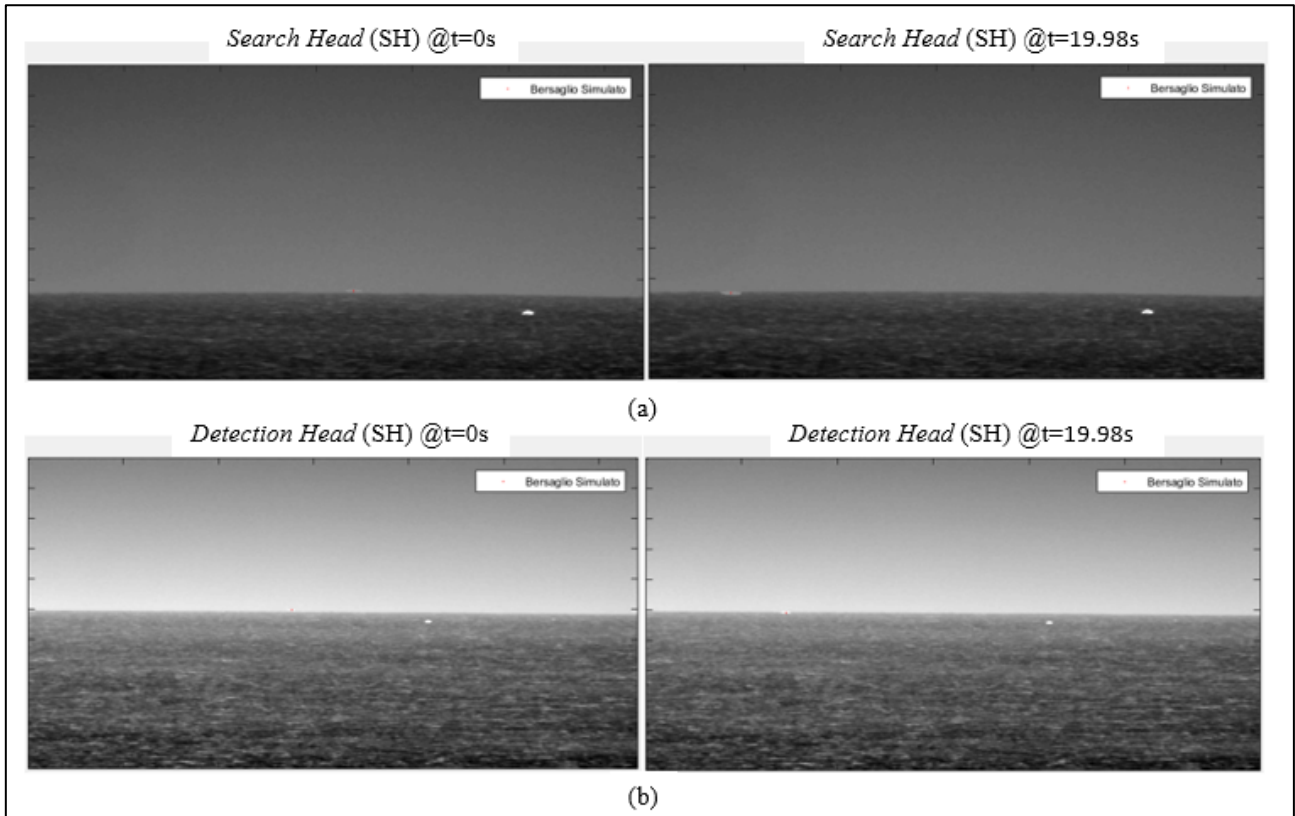 Search Head (SH) @t=0s
Search Head (SH) @t=19.98s
Bersaglio Simulato
Bersaglio Simulato
(a)
Detection Head (SH) @t=0s
Detection Head (SH) @t=19.98s
Bersaglio Simulato
Bersaglio Simulato
(b)